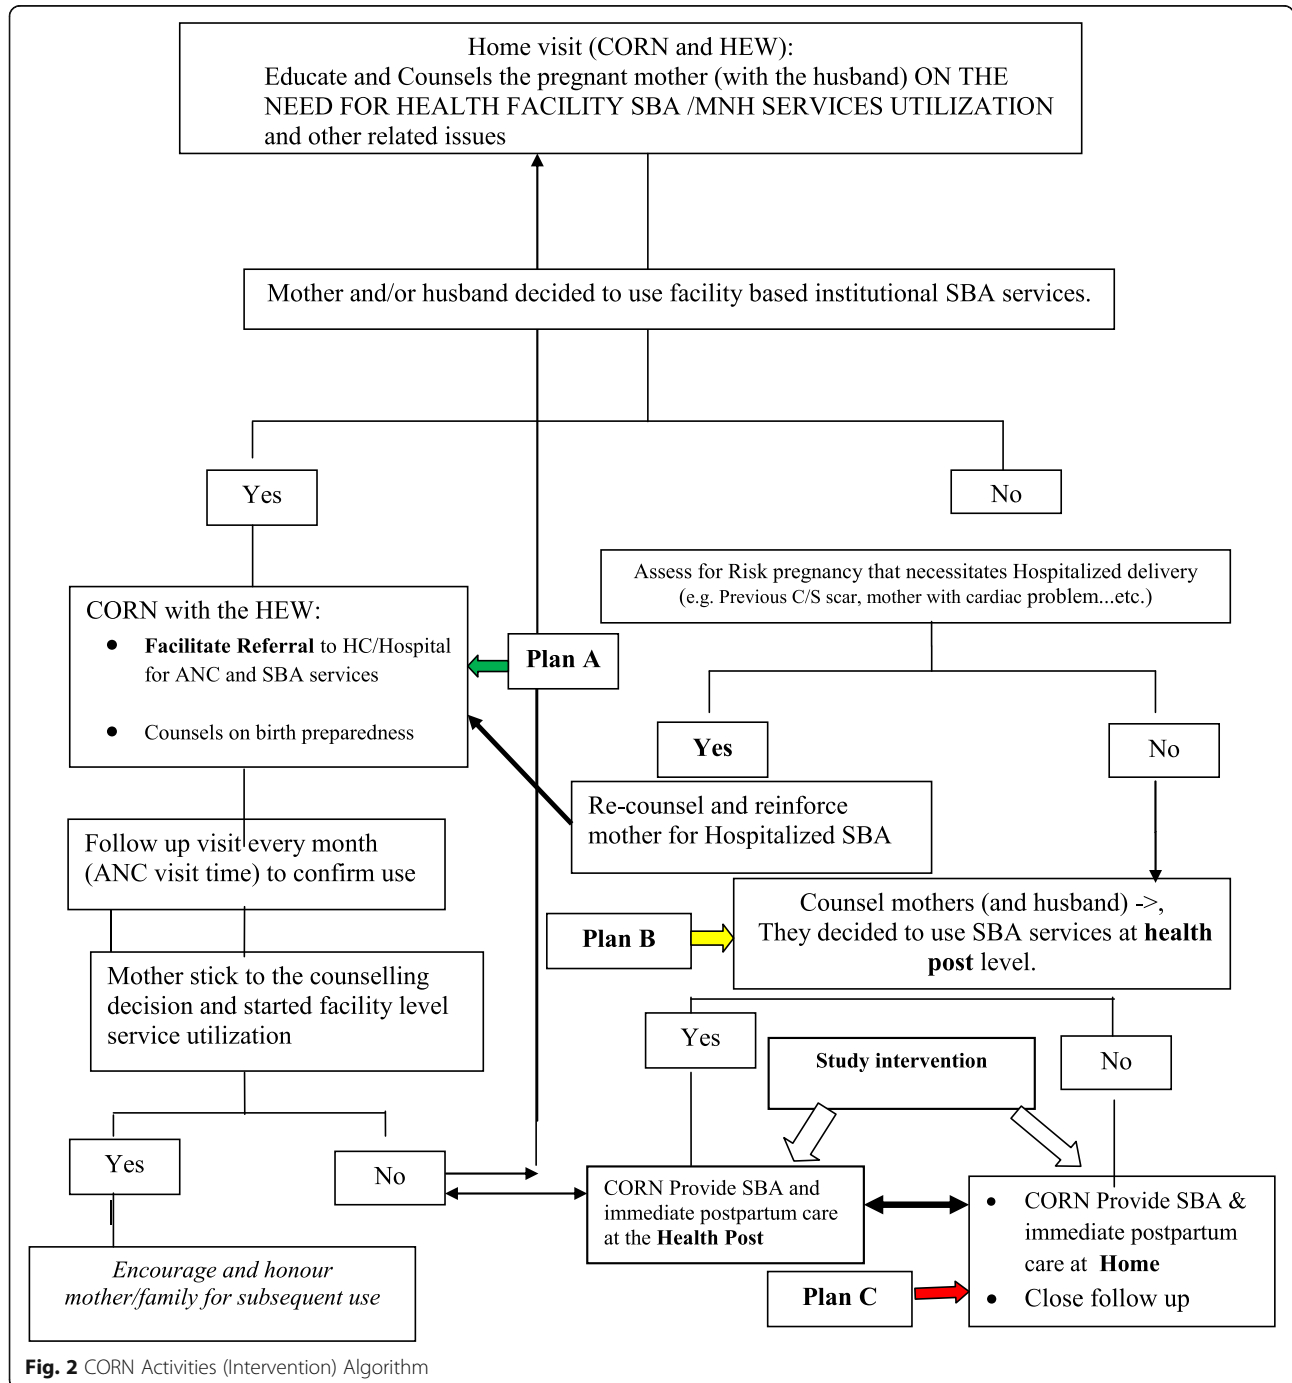 Home visit (CORN and HEW):
Educate and Counsels the pregnant mother (with the husband) ON THE
NEED FOR HEALTH FACILITY SBA /MNH SERVICES UTILIZATION
and other related issues
Mother and/or husband decided to use facility based institutional SBA services.
Yes
No
Assess for Risk pregnancy that necessitates Hospitalized delivery
(e.g. Previous C/S scar, mother with cardiac problem...etc.)
CORN with the HEW:
● Facilitate Referral to HC/Hospital
for ANC and SBA services
● Counsels on birth preparedness
Plan A
Yes
No
Re-counsel and reinforce
mother for Hospitalized SBA
Follow up visit every month
(ANC visit time) to confirm use
Plan B
Counsel mothers (and husband) ->,
They decided to use SBA services at health
post level.
Mother stick to the counselling
decision and started facility level
service utilization
Yes
No
Study intervention
Yes
No
CORN Provide SBA and
immediate postpartum care
at the Health Post
● CORN Provide SBA &
immediate postpartum
care at Home
● Close follow up
Plan C
Encourage and honour
mother/family for subsequent use
Fig. 2 CORN Activities (Intervention) Algorithm